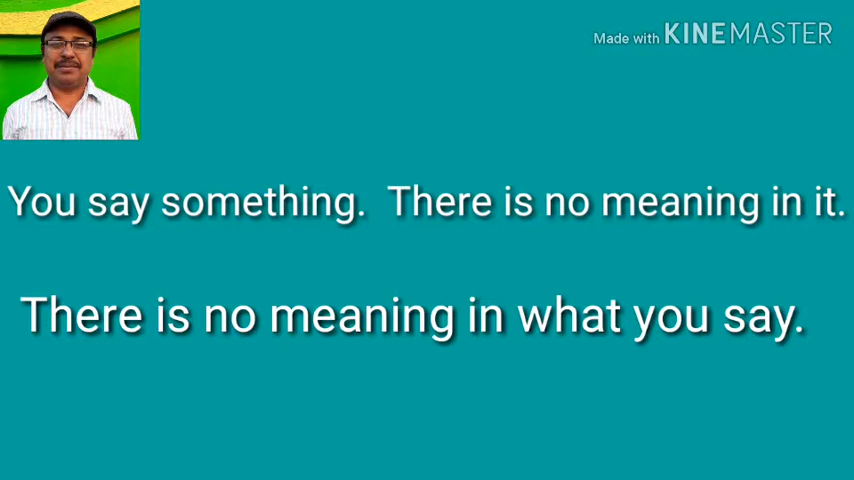 Made with KINEMASTER
You say something. There is no meaning in it.
There is no meaning in what you say.